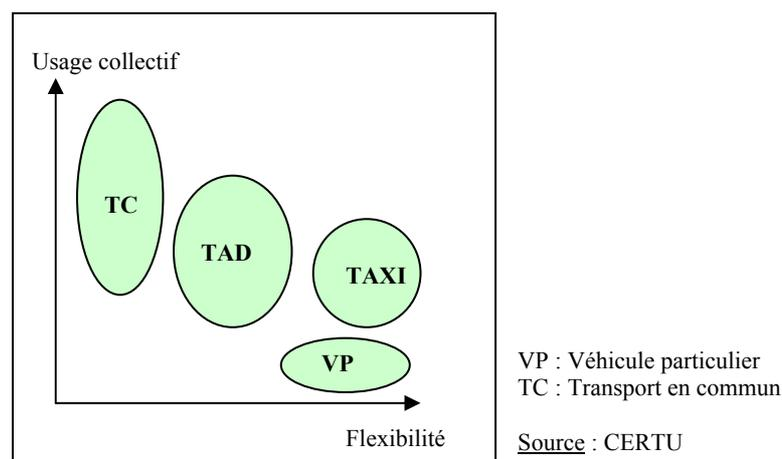 Usage collectif
TC
TAD
TAXI
VP
Flexibilité
VP : Véhicule particulier
TC : Transport en commun
Source : CERTU